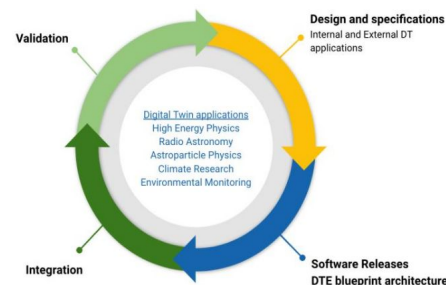 Validation
Design and specifications
Internal and External DT
applications
Digital Twin applications
High Energy Physics
Radio Astronomy
Astroparticle Physics
Climate Research
Environmental Monitoring
Integration
Software Releases
DTE blueprint architecture